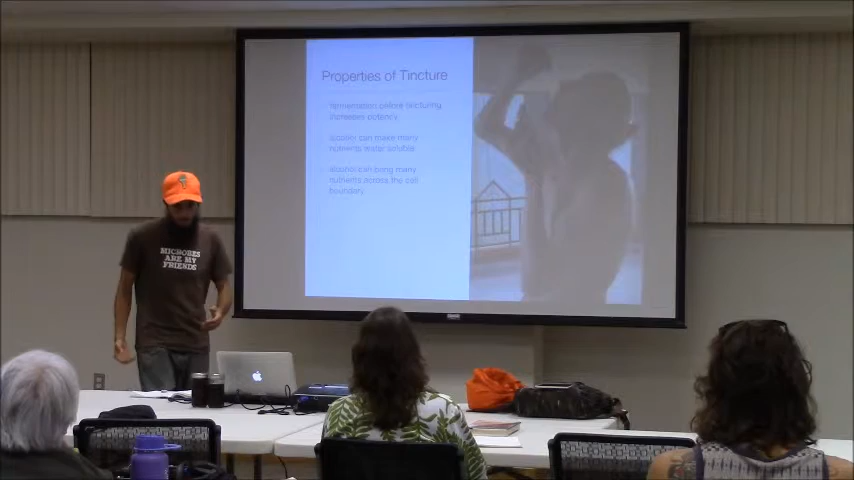 Properties of Tincture
fermentation before tincturing
increases potency
alcohol can make many
nutrients water soluble
alcohol can bring many
nutrients across the cell
boundary
MICROBES
ARE MY
FRIENDS